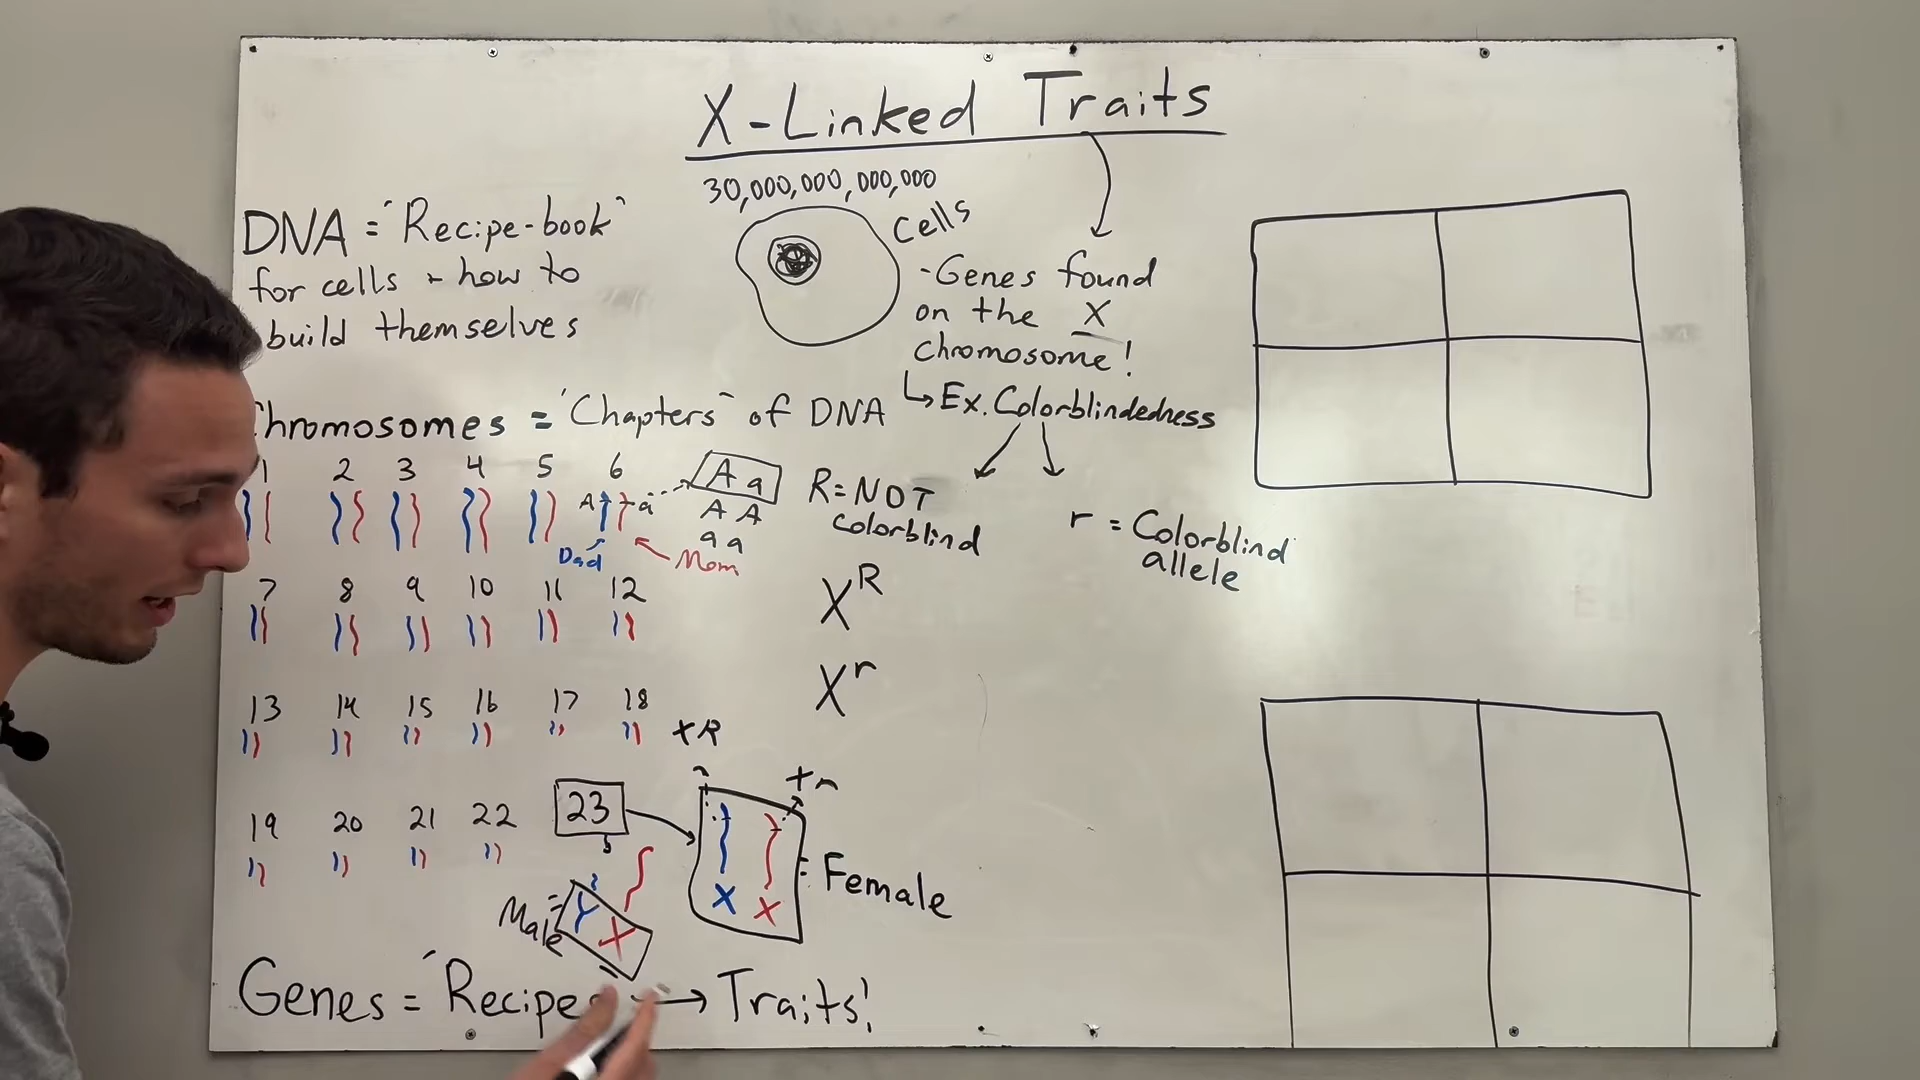 X-Linked Traits
30,000,000,000,000
cells
DNA = "Recipe-book"
for cells + how to
build themselves
-Genes found
on the X
chromosome!
Ex. Colorblindedness
Chromosomes = "Chapters" of DNA
1 2 3 4 5 6
A a
A a
A A
a a
Dad
Mom
R = NOT
colorblind
r = Colorblind
allele
7 8 9 10 11 12
X^R
X^r
13 14 15 16 17 18
R
19 20 21 22 23
Y X
Male
X X
= Female
Genes = "Recipe → Traits!